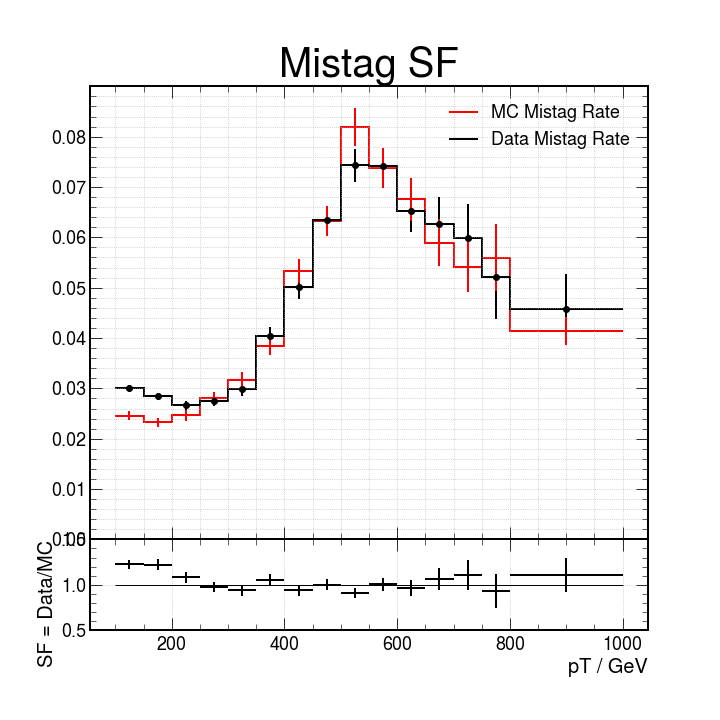 Mistag SF
MC Mistag Rate
Data Mistag Rate
0.08
0.07
0.06
0.05
0.04
0.03
0.02
0.01
1.0
0.5
SF = Data/MC
200 400 600 800 1000
pT / GeV